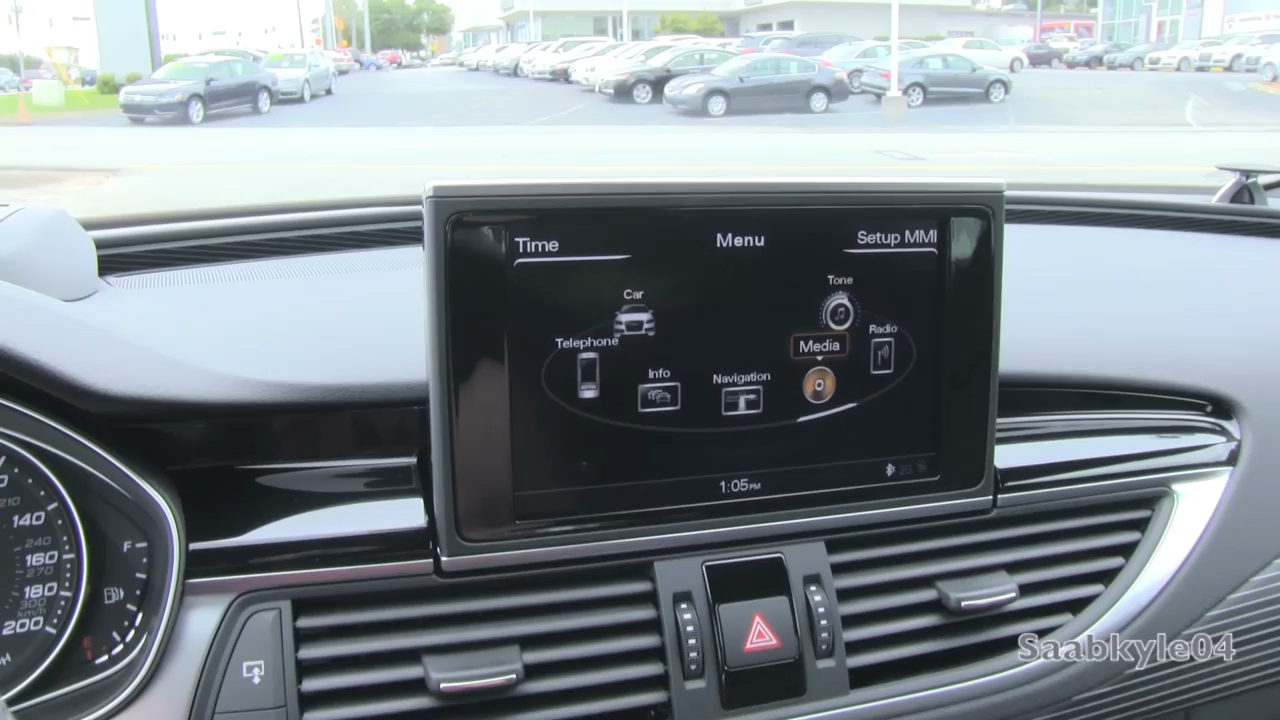 Time
Menu
Setup MMI
Tone
Car
Radio
Telephone
Media
Info
Navigation
1:05PM
210
140
240
160
270
180
300
km/h
200
F
E
Saabkyle04